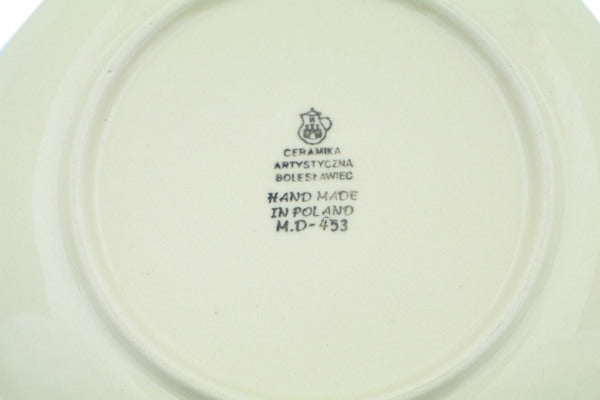 CERAMIKA
ARTYSTYCZNA
BOLESŁAWIEC
HAND MADE
IN POLAND
M.D-453